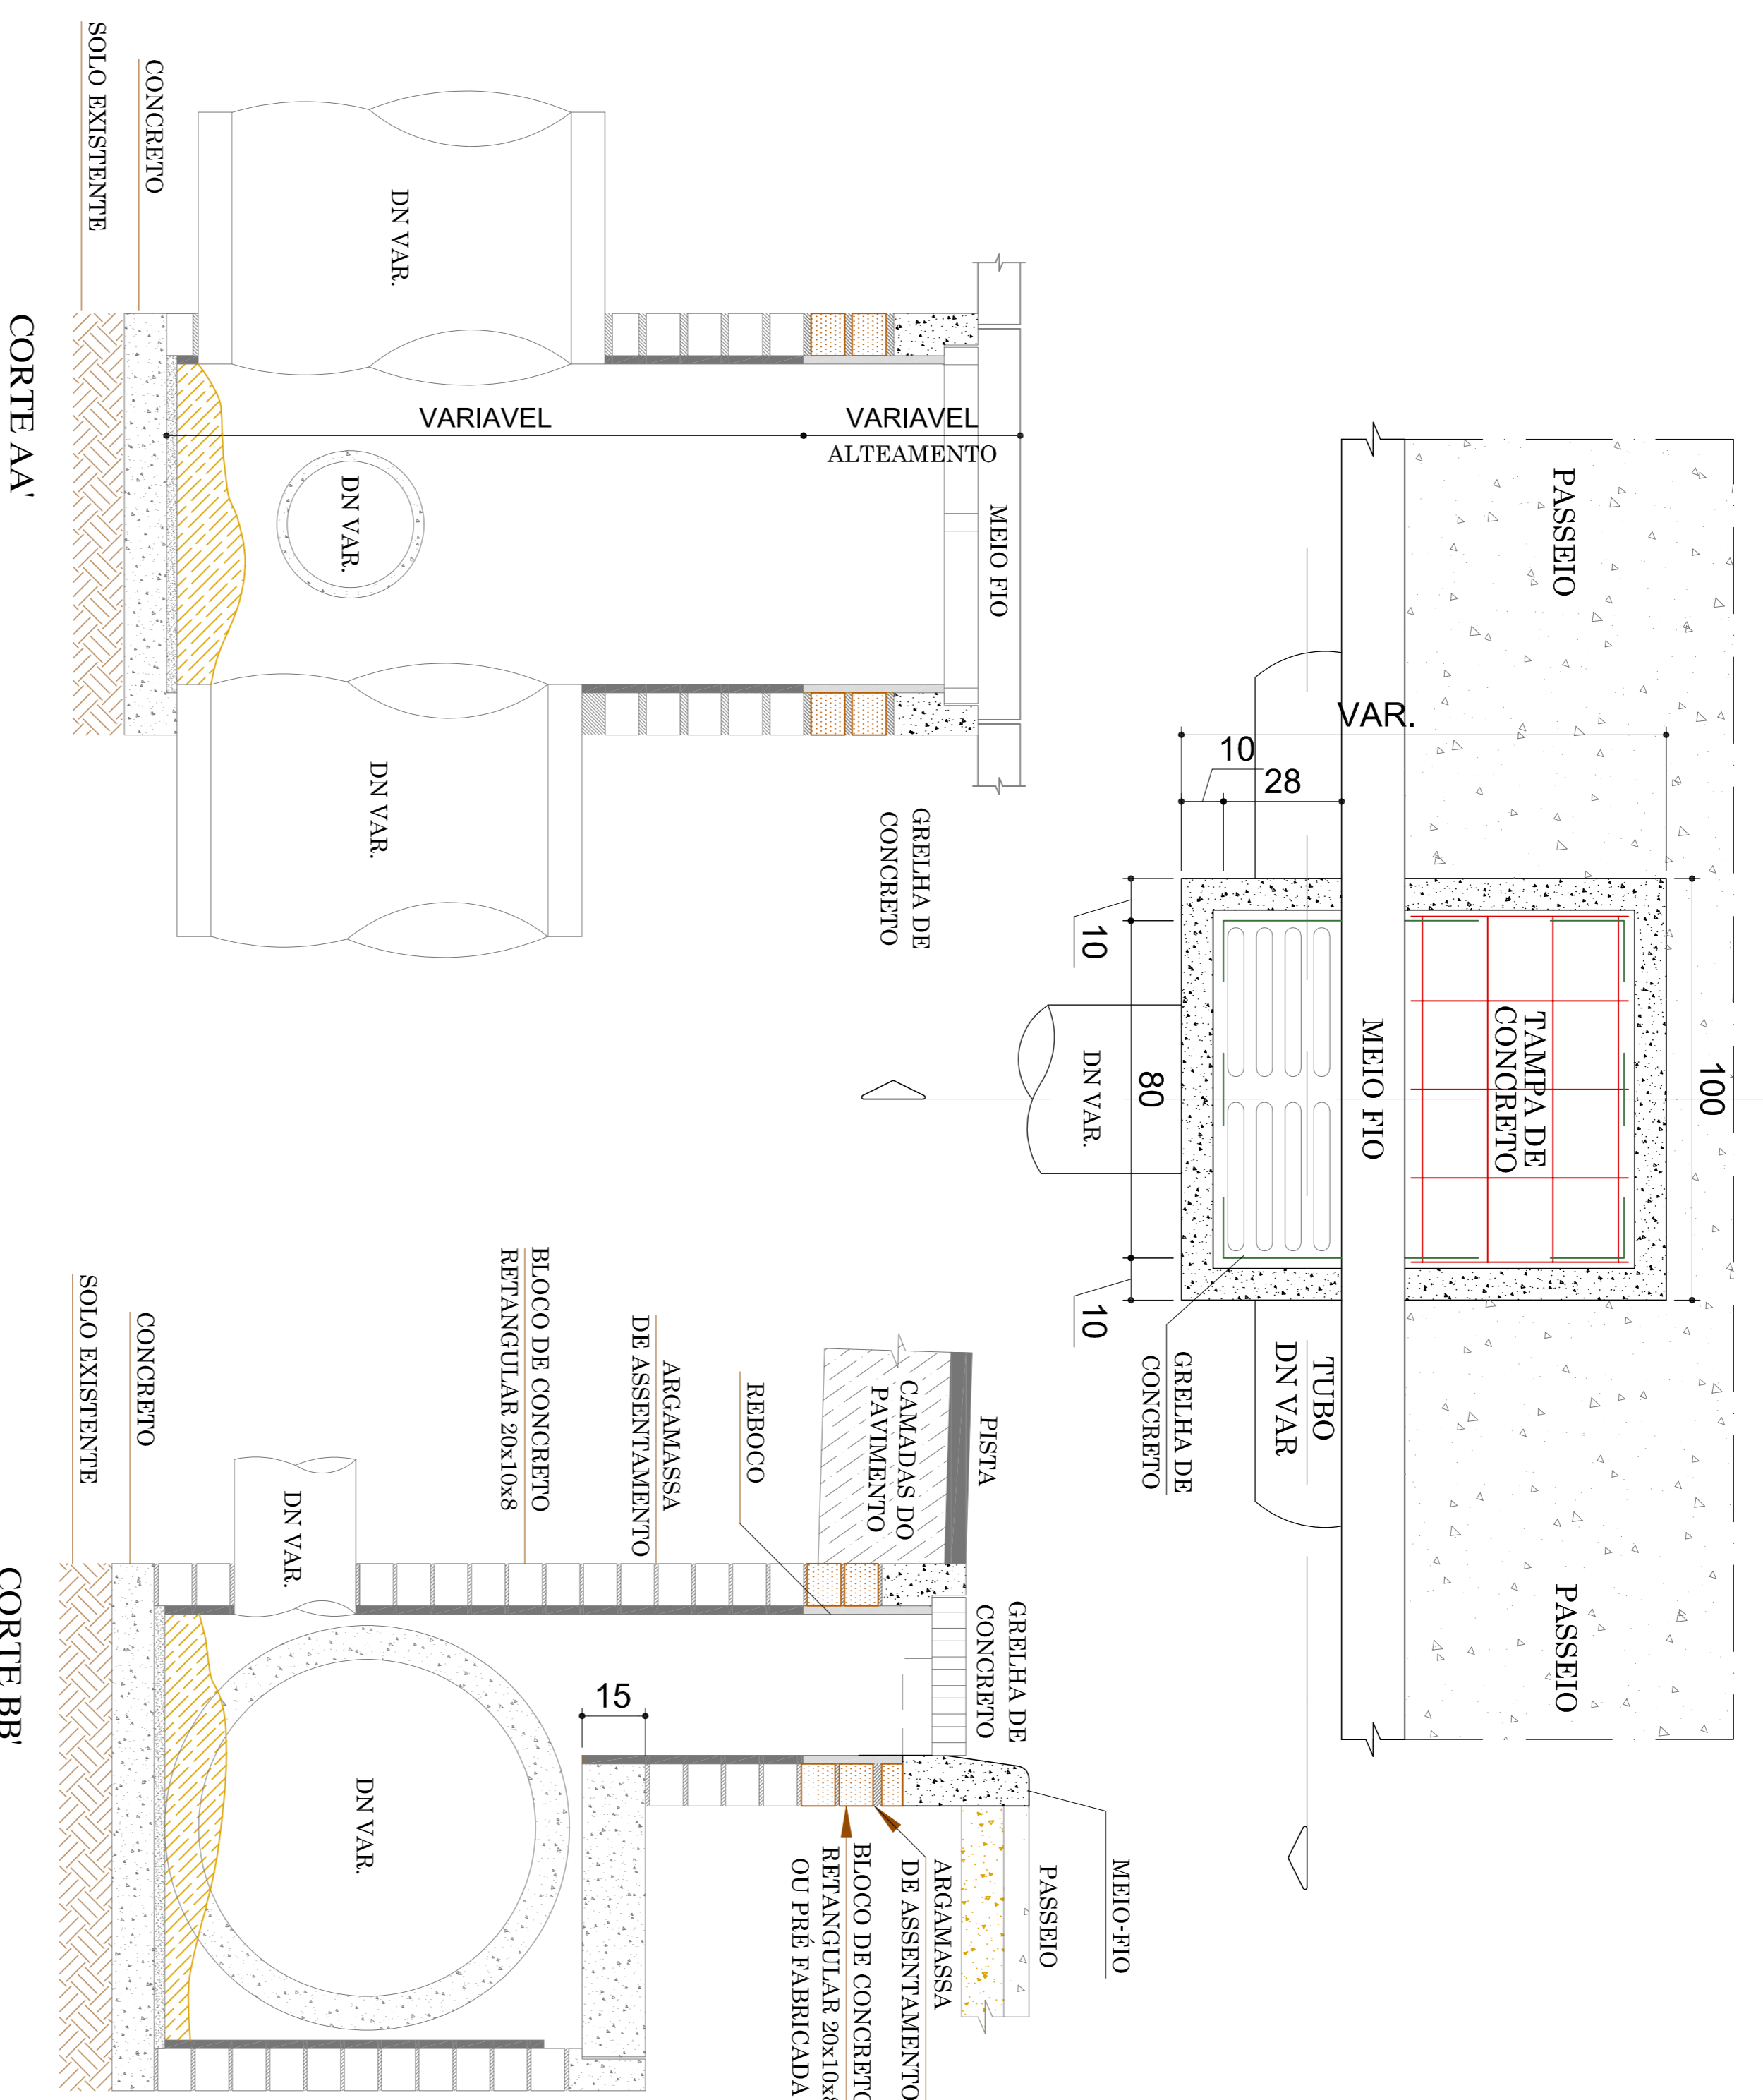 PASSEIO
PASSEIO
VAR.
10
28
100
TAMPA DE
CONCRETO
MEIO FIO
10
80
10
DN VAR.
TUBO
DN VAR
GRELHA DE
CONCRETO
MEIO FIO
VARIAVEL
ALTEAMENTO
VARIAVEL
DN VAR.
DN VAR.
DN VAR.
GRELHA DE
CONCRETO
CONCRETO
SOLO EXISTENTE
CORTE AA'
MEIO-FIO
PASSEIO
GRELHA DE
CONCRETO
PISTA
CAMADAS DO
PAVIMENTO
ARGAMASSA
DE ASSENTAMENTO
BLOCO DE CONCRETO
RETANGULAR 20x10x8
OU PRÉ FABRICADA
REBOCO
ARGAMASSA
DE ASSENTAMENTO
BLOCO DE CONCRETO
RETANGULAR 20x10x8
15
DN VAR.
DN VAR.
CONCRETO
SOLO EXISTENTE
CORTE BB'